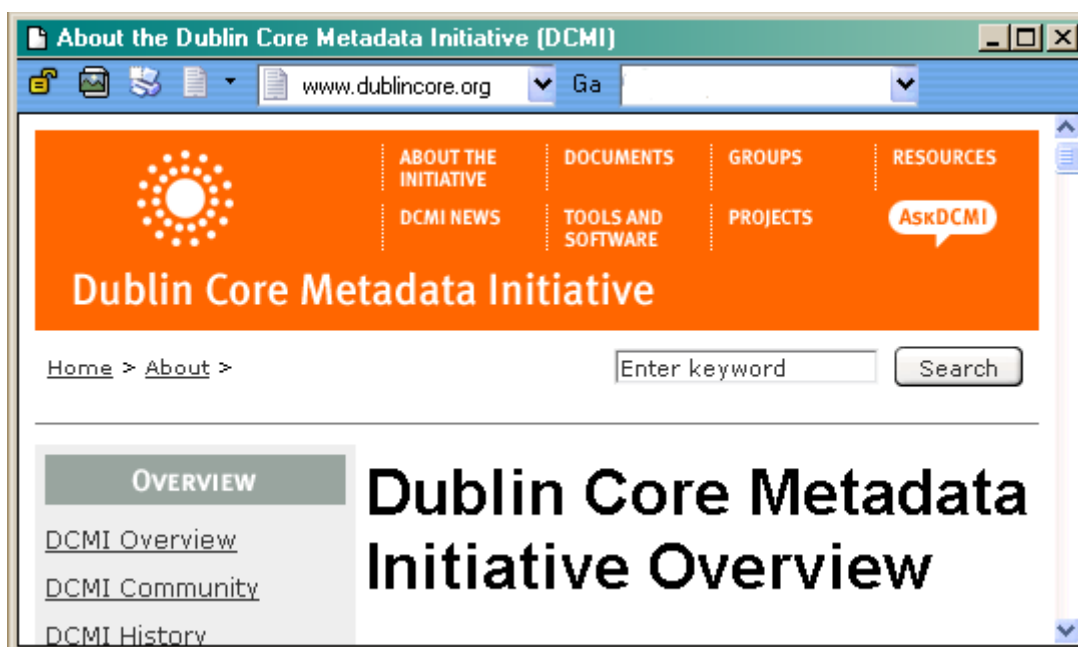 About the Dublin Core Metadata Initiative (DCMI)
www.dublincore.org Ga
ABOUT THE INITIATIVE DOCUMENTS GROUPS RESOURCES
DCMI NEWS TOOLS AND SOFTWARE PROJECTS ASKDCMI
Dublin Core Metadata Initiative
Home > About > Enter keyword Search
OVERVIEW
DCMI Overview
DCMI Community
DCMI History
Dublin Core Metadata
Initiative Overview